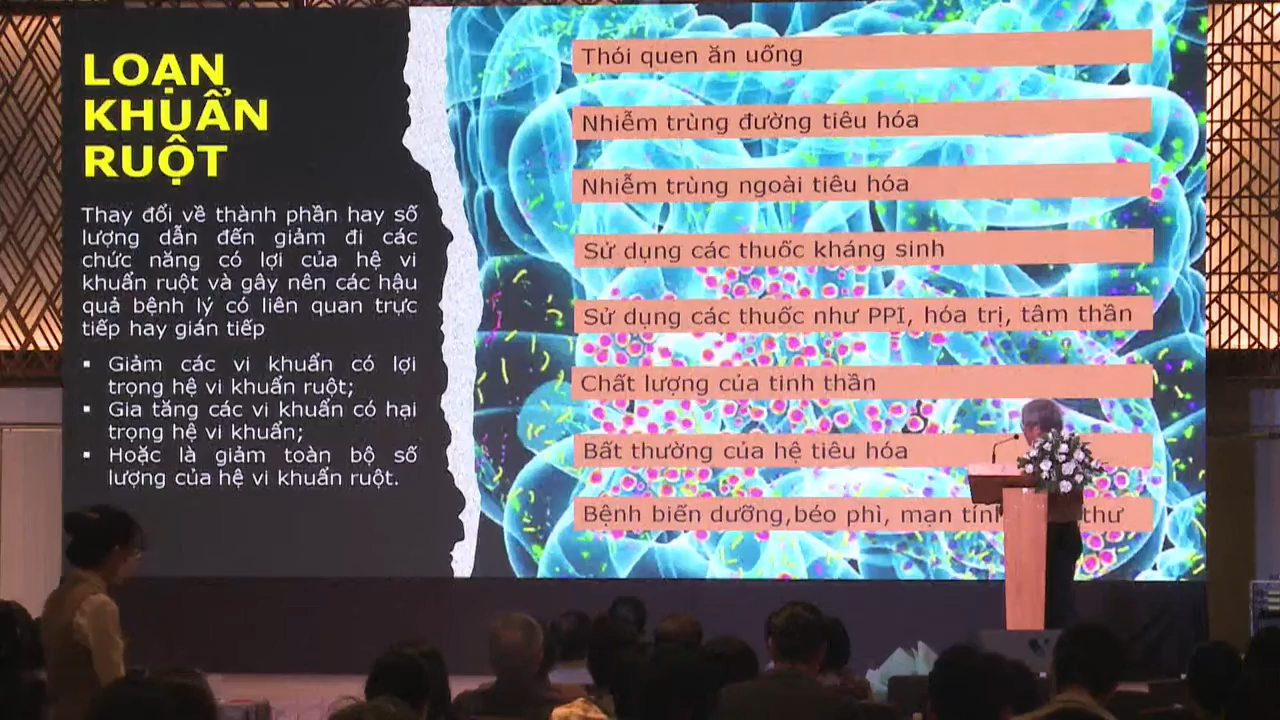 LOẠN
KHUẨN
RUỘT
Thay đổi về thành phần hay số
lượng dẫn đến giảm đi các
chức năng có lợi của hệ vi
khuẩn ruột và gây nên các hậu
quả bệnh lý có liên quan trực
tiếp hay gián tiếp
▪ Giảm các vi khuẩn có lợi
trọng hệ vi khuẩn ruột;
▪ Gia tăng các vi khuẩn có hại
trọng hệ vi khuẩn;
▪ Hoặc là giảm toàn bộ số
lượng của hệ vi khuẩn ruột.
Thói quen ăn uống
Nhiễm trùng đường tiêu hóa
Nhiễm trùng ngoài tiêu hóa
Sử dụng các thuốc kháng sinh
Sử dụng các thuốc như PPI, hóa trị, tâm thần
Chất lượng của tinh thần
Bất thường của hệ tiêu hóa
Bệnh biến dưỡng,béo phì, mạn thư